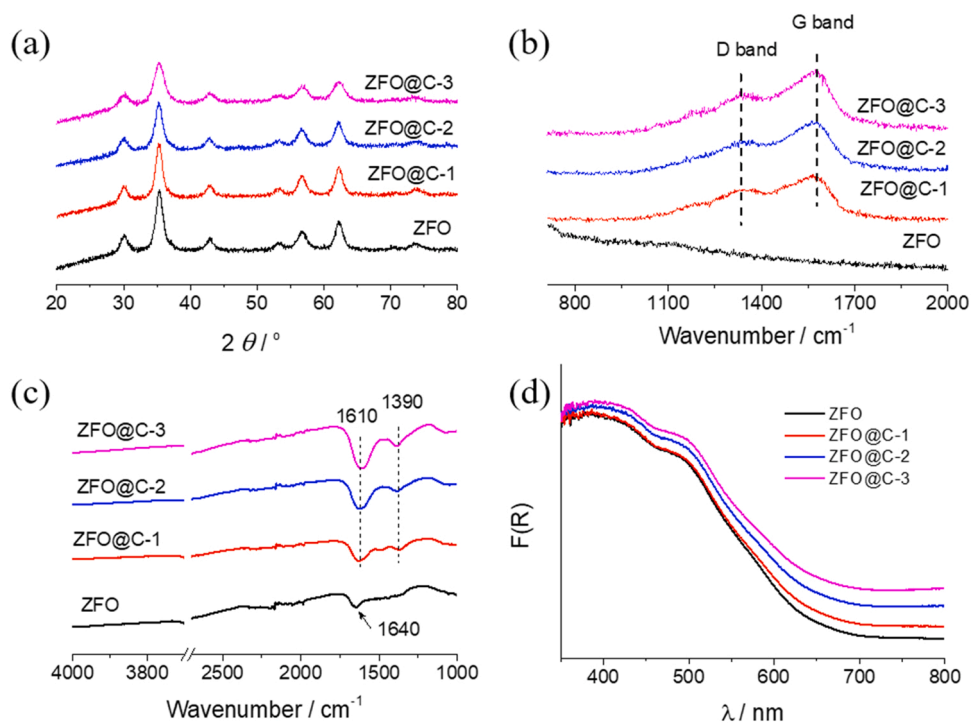 (a)
ZFO@C-3
ZFO@C-2
ZFO@C-1
ZFO
20 30 40 50 60 70 80
2 θ / °
(b)
G band
D band
ZFO@C-3
ZFO@C-2
ZFO@C-1
ZFO
800 1100 1400 1700 2000
Wavenumber / cm⁻¹
(c)
1610 1390
ZFO@C-3
ZFO@C-2
ZFO@C-1
ZFO
1640
4000 3800 2000 1500 1000
Wavenumber / cm⁻¹
(d)
ZFO
ZFO@C-1
ZFO@C-2
ZFO@C-3
F(R)
400 500 600 700 800
λ / nm